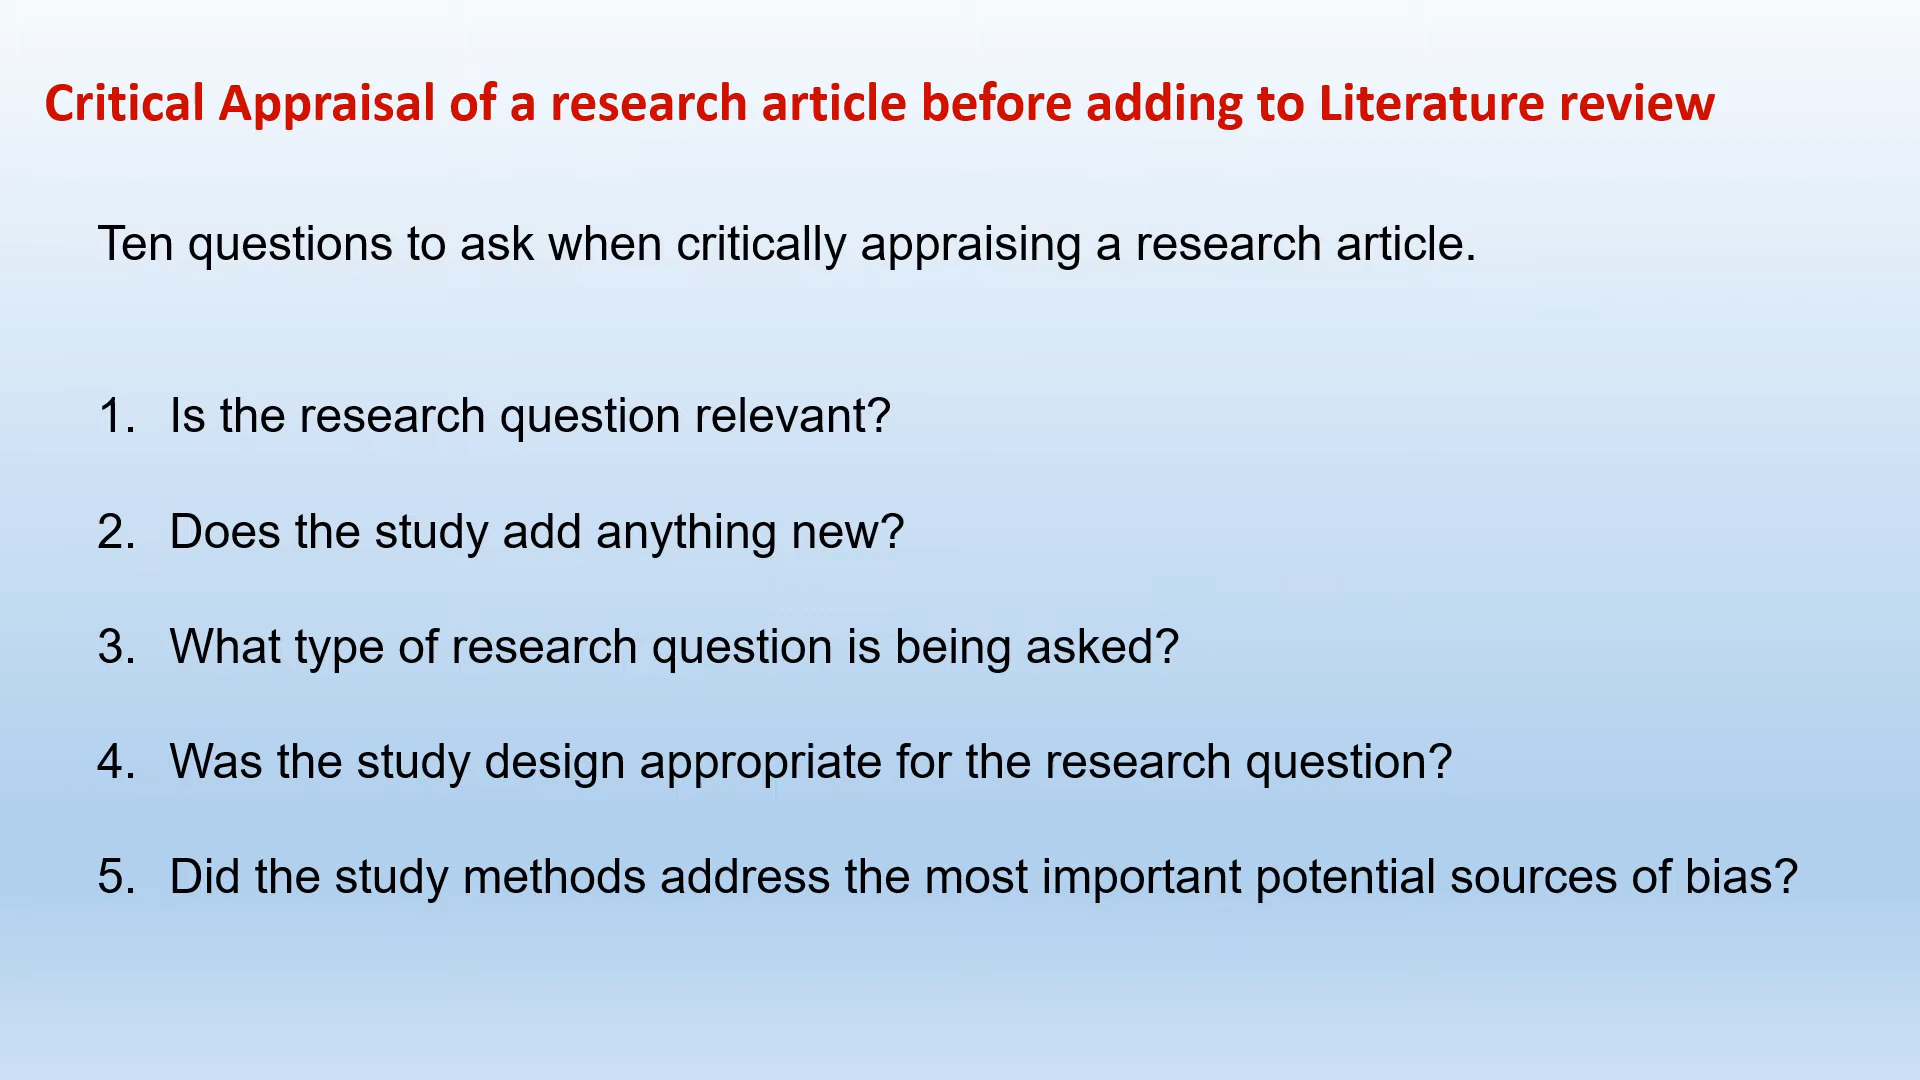 Critical Appraisal of a research article before adding to Literature review
Ten questions to ask when critically appraising a research article.
1. Is the research question relevant?
2. Does the study add anything new?
3. What type of research question is being asked?
4. Was the study design appropriate for the research question?
5. Did the study methods address the most important potential sources of bias?